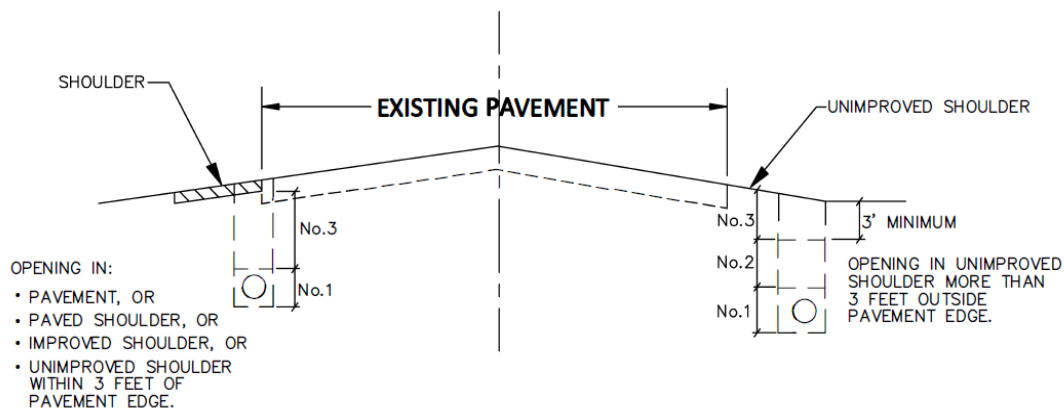 SHOULDER
EXISTING PAVEMENT
UNIMPROVED SHOULDER
No.3
No.1
No.3
No.2
No.1
3' MINIMUM
OPENING IN:
• PAVEMENT, OR
• PAVED SHOULDER, OR
• IMPROVED SHOULDER, OR
• UNIMPROVED SHOULDER
WITHIN 3 FEET OF
PAVEMENT EDGE.
OPENING IN UNIMPROVED
SHOULDER MORE THAN
3 FEET OUTSIDE
PAVEMENT EDGE.